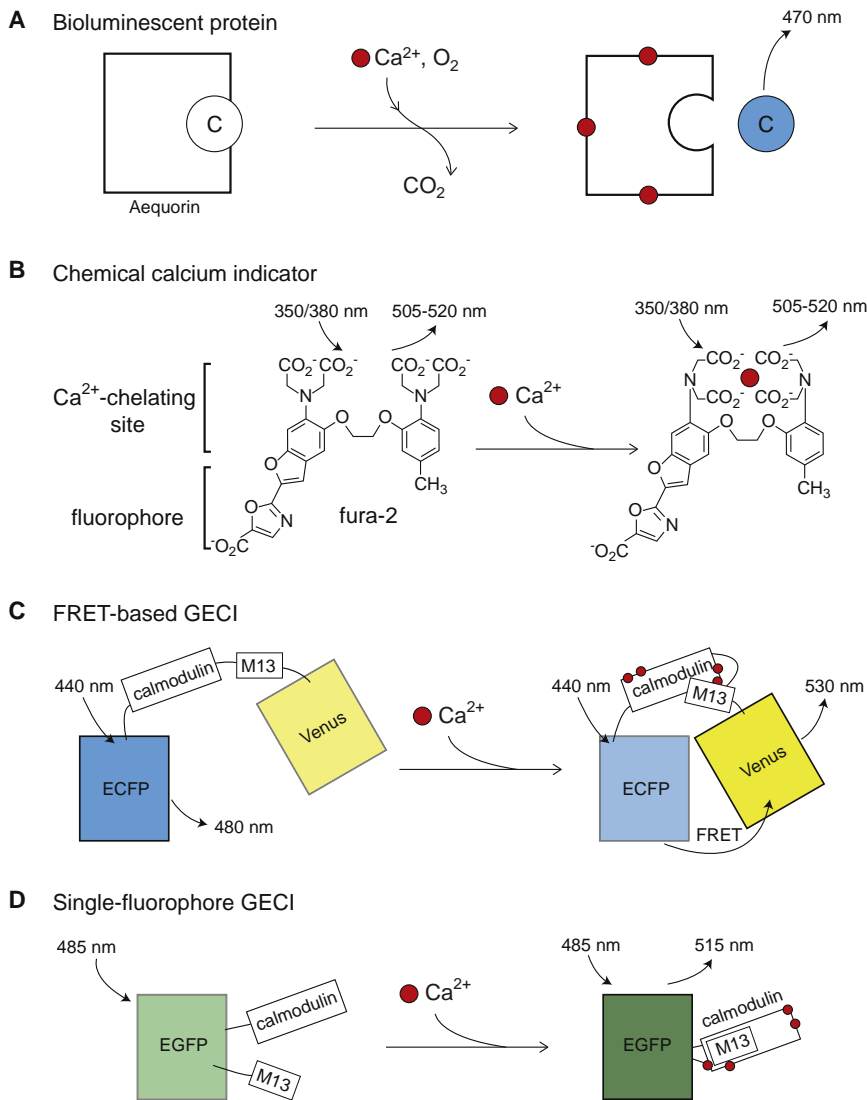 A Bioluminescent protein
470 nm
Ca²⁺, O₂
C
C
CO₂
Aequorin
B Chemical calcium indicator
350/380 nm 505-520 nm
350/380 nm 505-520 nm
CO₂⁻ CO₂⁻ CO₂⁻ CO₂⁻
CO₂⁻ CO₂⁻
Ca²⁺-chelating
site
N N
Ca²⁺
N CO₂⁻ CO₂⁻ N
O O
O O
O
O
CH₃
CH₃
fluorophore
O N
fura-2
O N
⁻O₂C
⁻O₂C
C FRET-based GECI
440 nm
calmodulin
M13
Venus
ECFP
480 nm
Ca²⁺
440 nm
calmodulin
M13
530 nm
Venus
ECFP
FRET
D Single-fluorophore GECI
485 nm
EGFP
calmodulin
M13
Ca²⁺
485 nm
515 nm
calmodulin
EGFP
M13